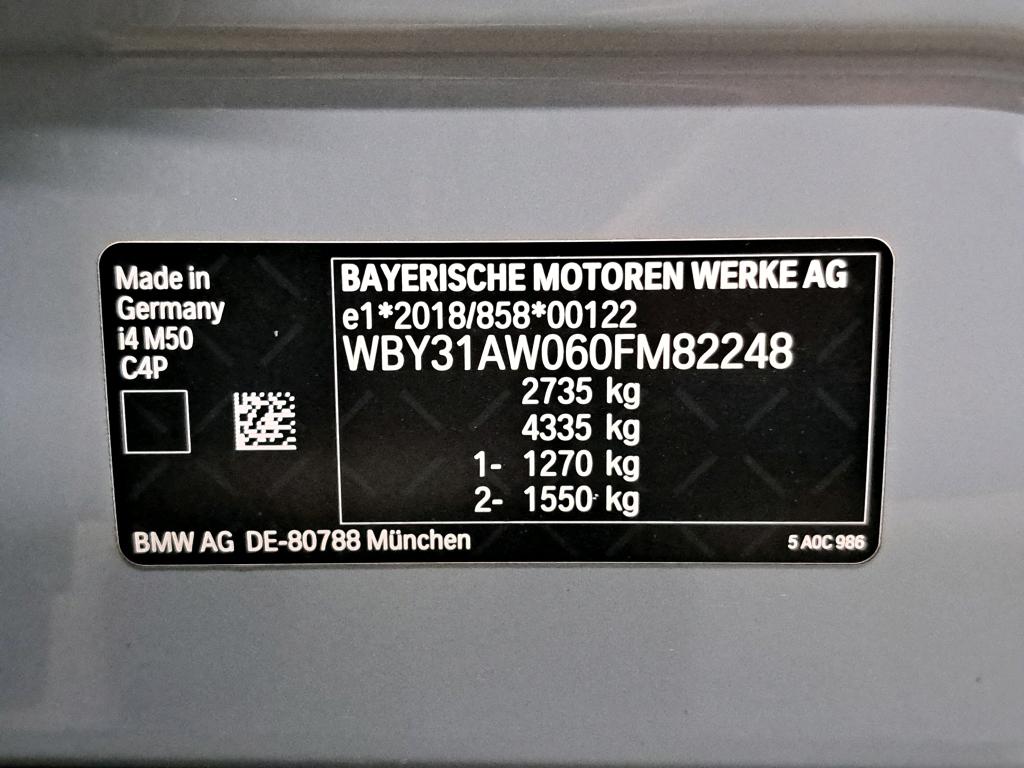 Made in
Germany
i4 M50
C4P
BAYERISCHE MOTOREN WERKE AG
e1*2018/858*00122
WBY31AW060FM82248
2735 kg
4335 kg
1- 1270 kg
2- 1550 kg
BMW AG DE-80788 München
5 A0C 986